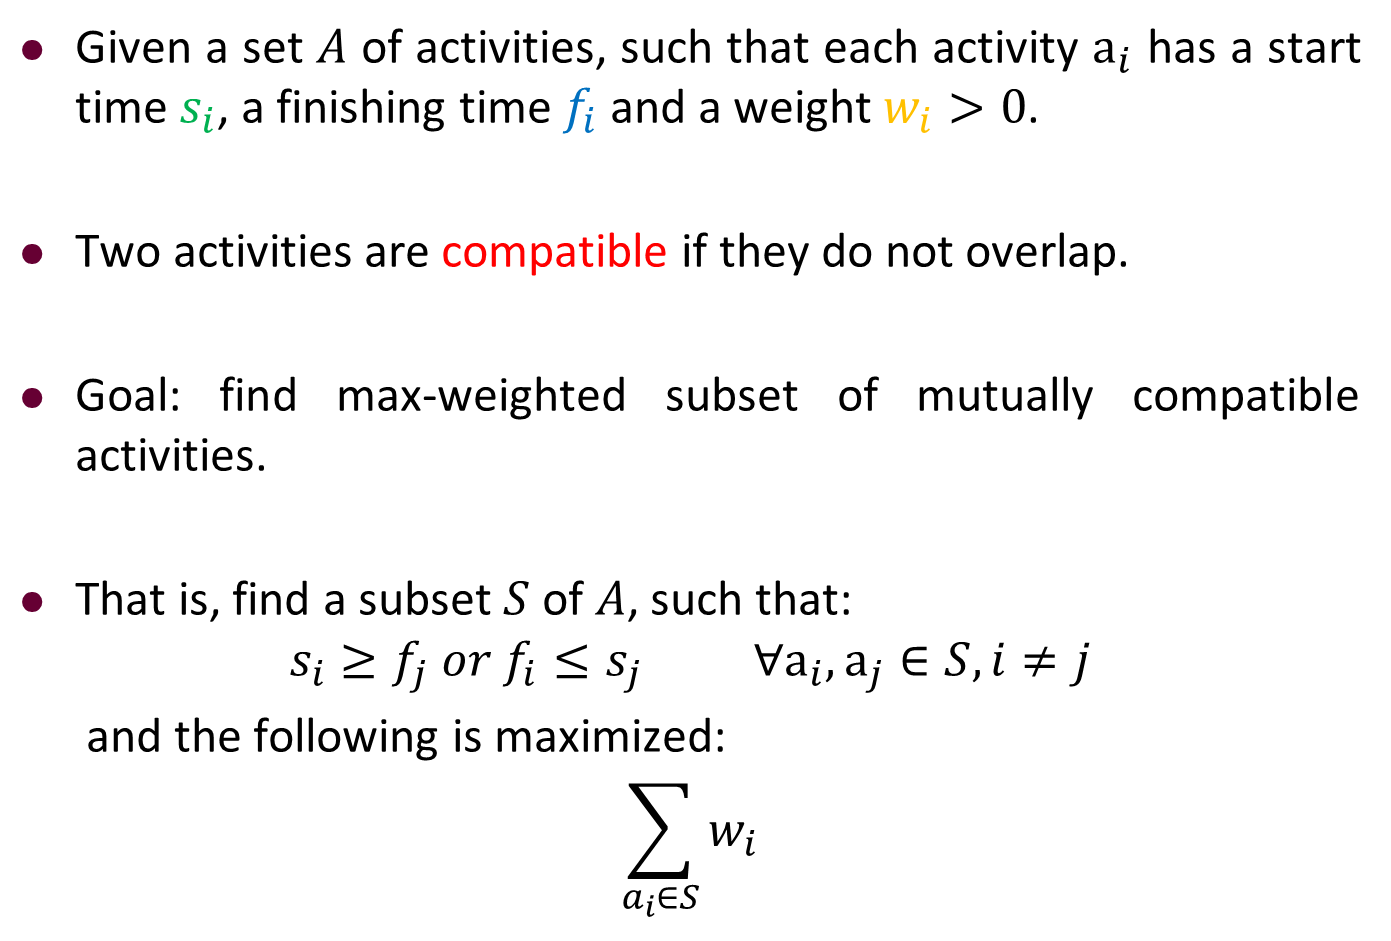 • Given a set A of activities, such that each activity aᵢ has a start
time sᵢ, a finishing time fᵢ and a weight wᵢ > 0.
• Two activities are compatible if they do not overlap.
• Goal: find max-weighted subset of mutually compatible
activities.
• That is, find a subset S of A, such that:
sᵢ ≥ fⱼ or fᵢ ≤ sⱼ ∀aᵢ, aⱼ ∈ S, i ≠ j
and the following is maximized:
∑ wᵢ
aᵢ∈S